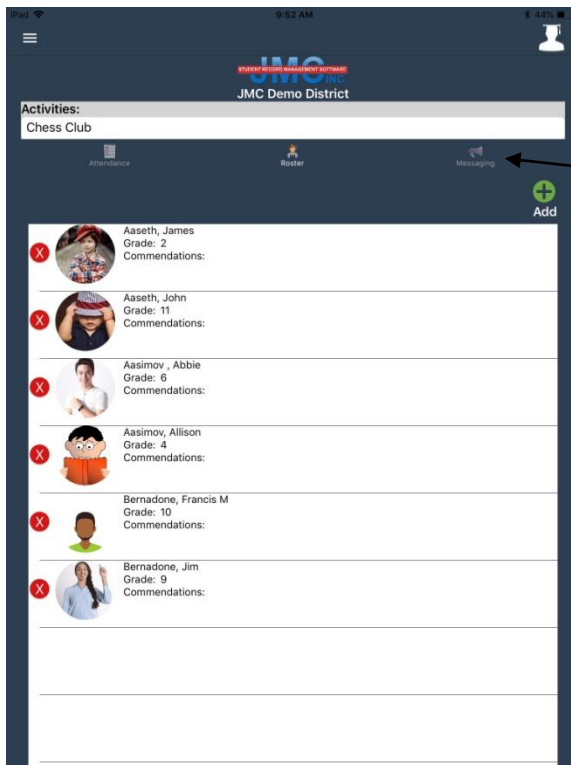 iPad 9:52 AM 44%
STUDENT RECORD MANAGEMENT SOFTWARE
JMC
INC
JMC Demo District
Activities:
Chess Club
Attendance Roster Messaging
Add
Aaseth, James
Grade: 2
Commendations:
X
Aaseth, John
Grade: 11
Commendations:
X
Aasimov , Abbie
Grade: 6
Commendations:
X
Aasimov, Allison
Grade: 4
Commendations:
X
Bernadone, Francis M
Grade: 10
Commendations:
X
Bernadone, Jim
Grade: 9
Commendations:
X